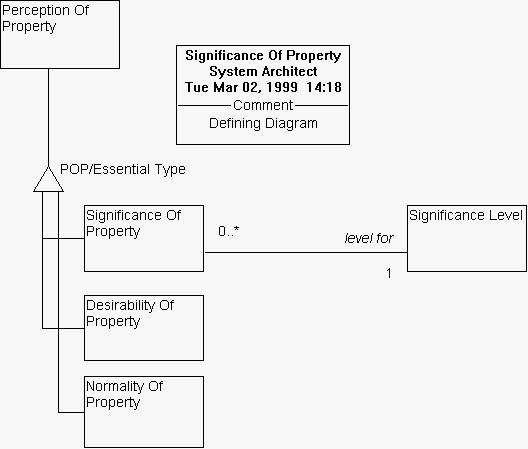 Perception Of
Property
Significance Of Property
System Architect
Tue Mar 02, 1999 14:18
Comment
Defining Diagram
POP/Essential Type
Significance Of
Property
0..*
level for
1
Significance Level
Desirability Of
Property
Normality Of
Property